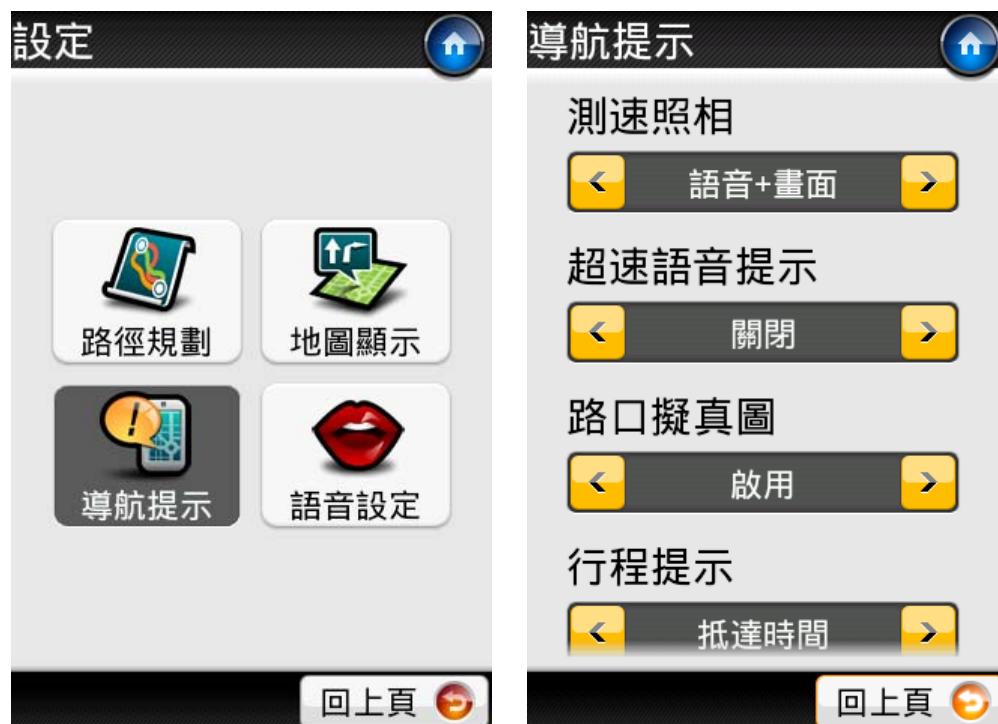 設定
路徑規劃
地圖顯示
導航提示
語音設定
回上頁
導航提示
測速照相
語音+畫面
超速語音提示
關閉
路口擬真圖
啟用
行程提示
抵達時間
回上頁